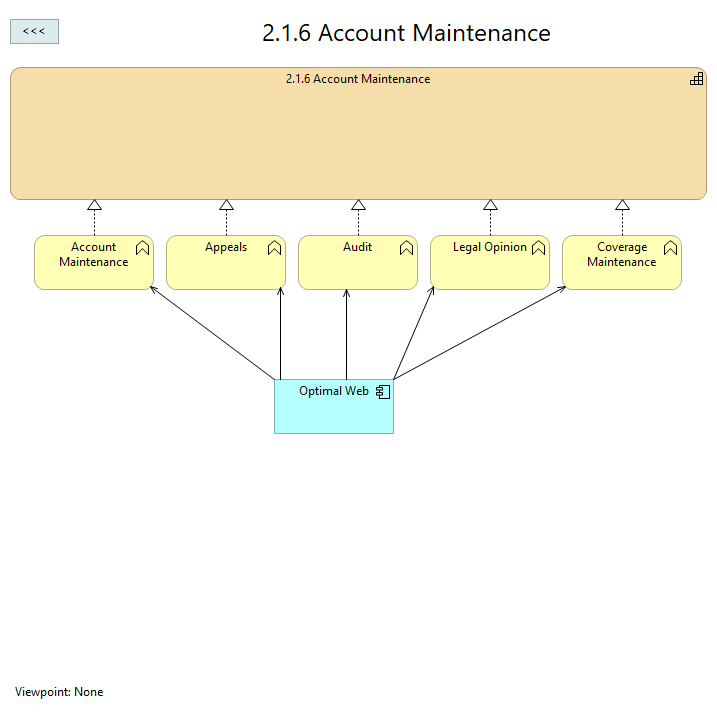 <<<
2.1.6 Account Maintenance
2.1.6 Account Maintenance
Account
Maintenance
Appeals
Audit
Legal Opinion
Coverage
Maintenance
Optimal Web
Viewpoint: None